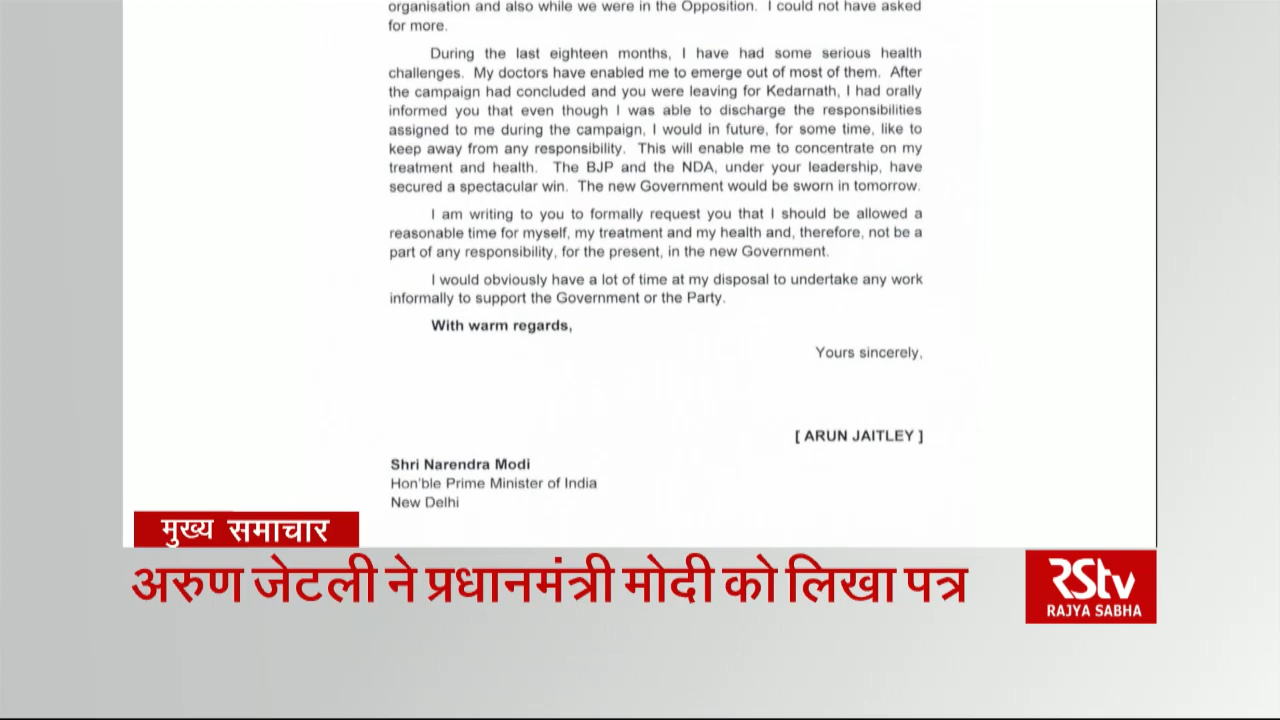 organisation and also while we were in the Opposition. I could not have asked
for more.
During the last eighteen months, I have had some serious health
challenges. My doctors have enabled me to emerge out of most of them. After
the campaign had concluded and you were leaving for Kedarnath, I had orally
informed you that even though I was able to discharge the responsibilities
assigned to me during the campaign, I would in future, for some time, like to
keep away from any responsibility. This will enable me to concentrate on my
treatment and health. The BJP and the NDA, under your leadership, have
secured a spectacular win. The new Government would be sworn in tomorrow.
I am writing to you to formally request you that I should be allowed a
reasonable time for myself, my treatment and my health and, therefore, not be a
part of any responsibility, for the present, in the new Government.
I would obviously have a lot of time at my disposal to undertake any work
informally to support the Government or the Party.
With warm regards,
Yours sincerely,
[ ARUN JAITLEY ]
Shri Narendra Modi
Hon'ble Prime Minister of India
New Delhi
मुख्य समाचार
अरुण जेटली ने प्रधानमंत्री मोदी को लिखा पत्र
RStv
RAJYA SABHA